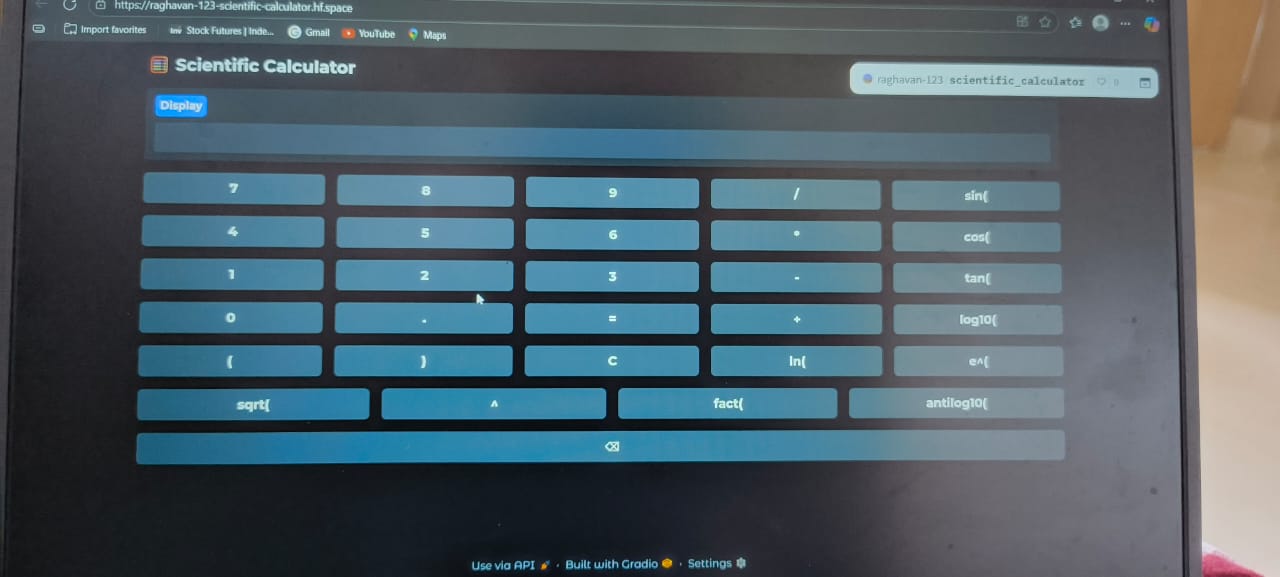 https://raghavan-123-scientific-calculator.hf.space
Import favorites Inv Stock Futures | Inde... Gmail YouTube Maps
Scientific Calculator
raghavan-123 scientific_calculator 0
Display
7 8 9 / sin(
4 5 6 * cos(
1 2 3 - tan(
0 . = + log10(
( ) C ln( e^(
sqrt( ^ fact( antilog10(
⌫
Use via API · Built with Gradio · Settings